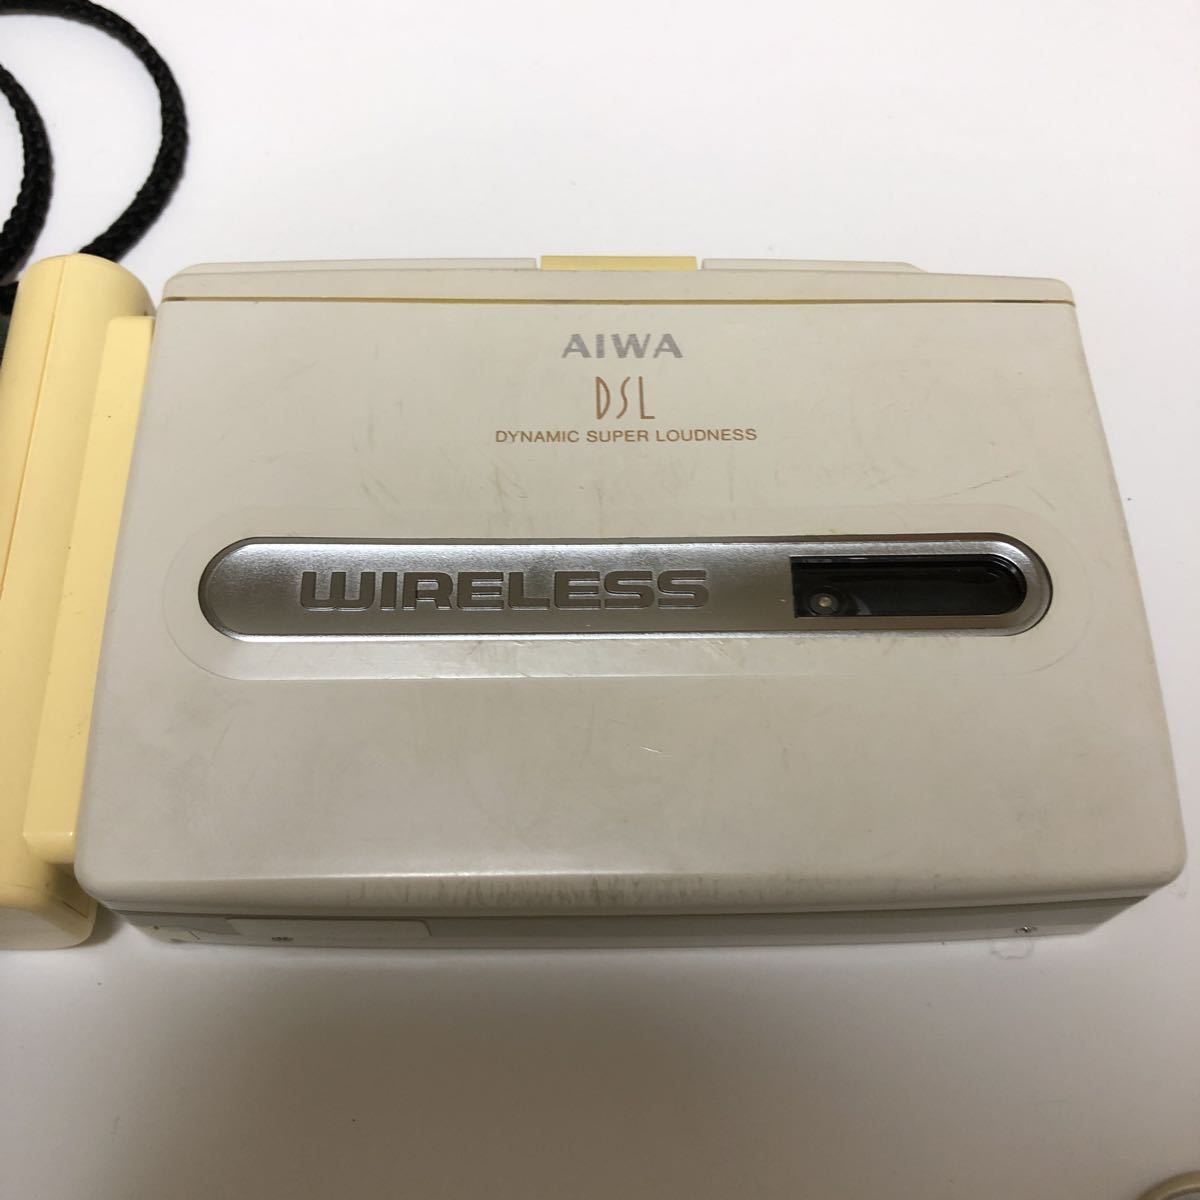 AIWA
DSL
DYNAMIC SUPER LOUDNESS
WIRELESS